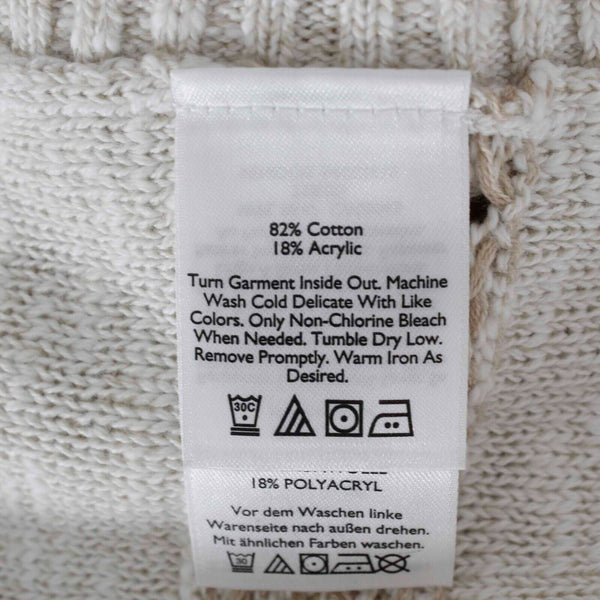 82% Cotton
18% Acrylic
Turn Garment Inside Out. Machine
Wash Cold Delicate With Like
Colors. Only Non-Chlorine Bleach
When Needed. Tumble Dry Low.
Remove Promptly. Warm Iron As
Desired.
30C
18% POLYACRYL
Vor dem Waschen linke
Warenseite nach außen drehen.
Mit ähnlichen Farben waschen.
30